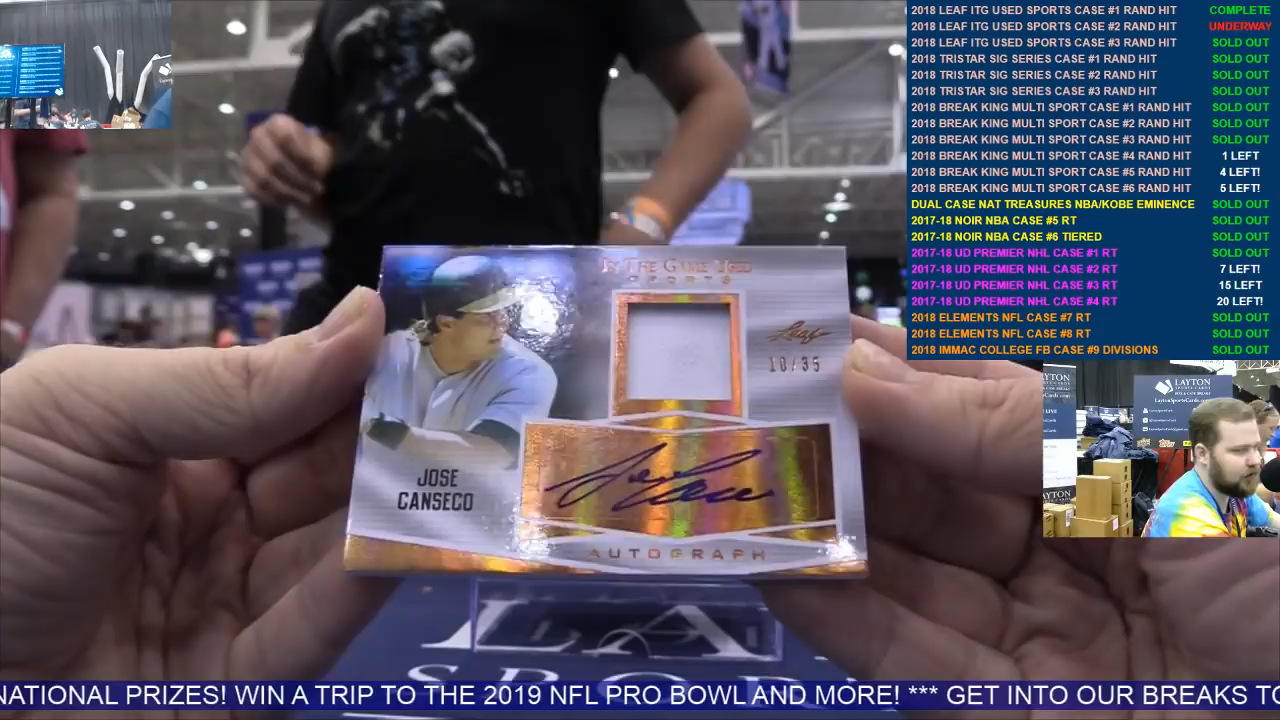 2018 LEAF ITG USED SPORTS CASE #1 RAND HIT COMPLETE
2018 LEAF ITG USED SPORTS CASE #2 RAND HIT UNDERWAY
2018 LEAF ITG USED SPORTS CASE #3 RAND HIT SOLD OUT
2018 TRISTAR SIG SERIES CASE #1 RAND HIT SOLD OUT
2018 TRISTAR SIG SERIES CASE #2 RAND HIT SOLD OUT
2018 TRISTAR SIG SERIES CASE #3 RAND HIT SOLD OUT
2018 BREAK KING MULTI SPORT CASE #1 RAND HIT SOLD OUT
2018 BREAK KING MULTI SPORT CASE #2 RAND HIT SOLD OUT
2018 BREAK KING MULTI SPORT CASE #3 RAND HIT SOLD OUT
2018 BREAK KING MULTI SPORT CASE #4 RAND HIT 1 LEFT
2018 BREAK KING MULTI SPORT CASE #5 RAND HIT 4 LEFT!
2018 BREAK KING MULTI SPORT CASE #6 RAND HIT 5 LEFT!
DUAL CASE NAT TREASURES NBA/KOBE EMINENCE SOLD OUT
2017-18 NOIR NBA CASE #5 RT SOLD OUT
2017-18 NOIR NBA CASE #6 TIERED SOLD OUT
2017-18 UD PREMIER NHL CASE #1 RT SOLD OUT
2017-18 UD PREMIER NHL CASE #2 RT 7 LEFT!
2017-18 UD PREMIER NHL CASE #3 RT 15 LEFT
2017-18 UD PREMIER NHL CASE #4 RT 20 LEFT!
2018 ELEMENTS NFL CASE #7 RT SOLD OUT
2018 ELEMENTS NFL CASE #8 RT SOLD OUT
2018 IMMAC COLLEGE FB CASE #9 DIVISIONS SOLD OUT
IN THE GAME USED
SPORTS
Leaf
10/35
JOSE
CANSECO
AUTOGRAPH
LAYTON
LaytonSportsCards.com
LA
SPOR
NATIONAL PRIZES! WIN A TRIP TO THE 2019 NFL PRO BOWL AND MORE! *** GET INTO OUR BREAKS TO